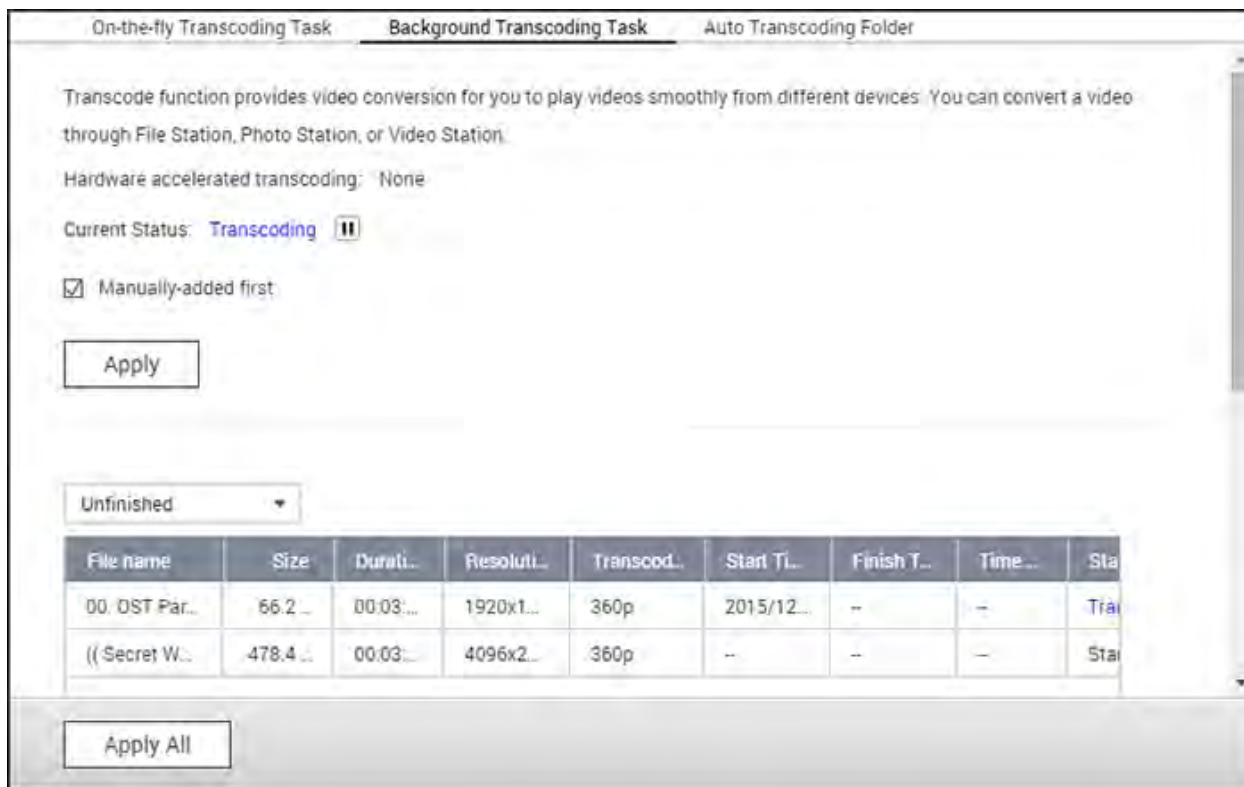 On-the-fly Transcoding Task Background Transcoding Task Auto Transcoding Folder
Transcode function provides video conversion for you to play videos smoothly from different devices. You can convert a video
through File Station, Photo Station, or Video Station.
Hardware accelerated transcoding: None
Current Status: Transcoding
Manually-added first
Apply
Unfinished
File name Size Durati... Resoluti... Transcod... Start Ti... Finish T... Time ... Sta
00. OST Par... 66.2 ... 00:03:... 1920x1... 360p 2015/12... -- -- Tra
(( Secret W... 478.4 ... 00:03:... 4096x2... 360p -- -- -- Sta
Apply All